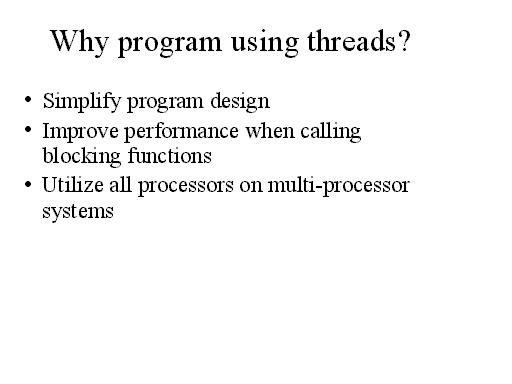 Why program using threads?
• Simplify program design
• Improve performance when calling
blocking functions
• Utilize all processors on multi-processor
systems